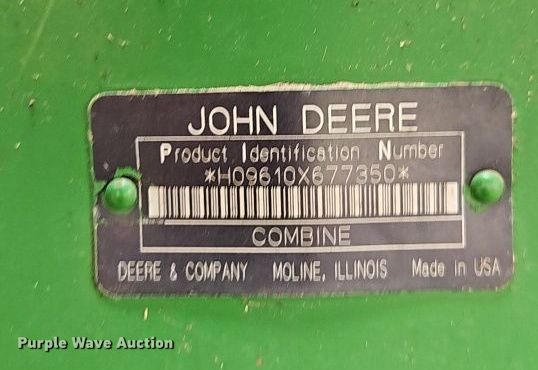 JOHN DEERE
Product Identification Number
*H09610X677350*
COMBINE
DEERE & COMPANY MOLINE, ILLINOIS Made in USA
Purple Wave Auction